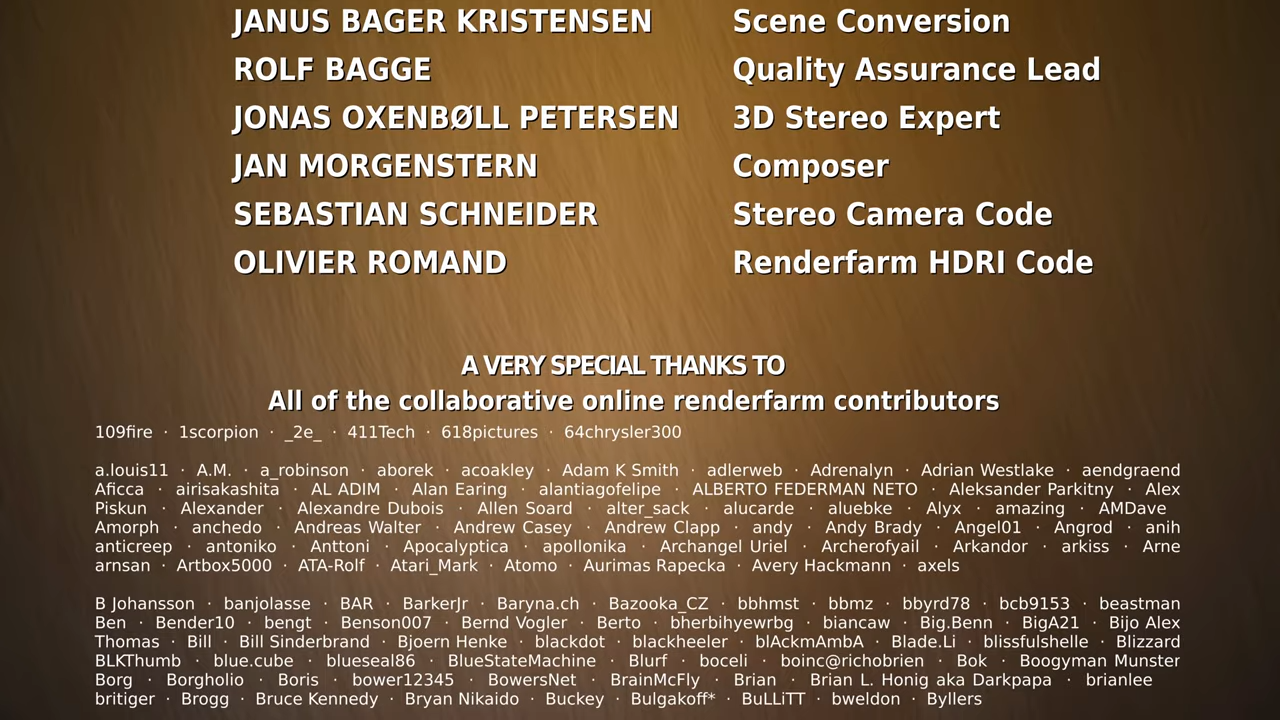 JANUS BAGER KRISTENSEN Scene Conversion
ROLF BAGGE Quality Assurance Lead
JONAS OXENBØLL PETERSEN 3D Stereo Expert
JAN MORGENSTERN Composer
SEBASTIAN SCHNEIDER Stereo Camera Code
OLIVIER ROMAND Renderfarm HDRI Code
A VERY SPECIAL THANKS TO
All of the collaborative online renderfarm contributors
109fire · 1scorpion · _2e_ · 411Tech · 618pictures · 64chrysler300
a.louis11 · A.M. · a_robinson · aborek · acoakley · Adam K Smith · adlerweb · Adrenalyn · Adrian Westlake · aendgraend
Aficca · airisakashita · AL ADIM · Alan Earing · alantiagofelipe · ALBERTO FEDERMAN NETO · Aleksander Parkitny · Alex
Piskun · Alexander · Alexandre Dubois · Allen Soard · alter_sack · alucarde · aluebke · Alyx · amazing · AMDave
Amorph · anchedo · Andreas Walter · Andrew Casey · Andrew Clapp · andy · Andy Brady · Angel01 · Angrod · anih
anticreep · antoniko · Anttoni · Apocalyptica · apollonika · Archangel Uriel · Archerofyail · Arkandor · arkiss · Arne
arnsan · Artbox5000 · ATA-Rolf · Atari_Mark · Atomo · Aurimas Rapecka · Avery Hackmann · axels
B Johansson · banjolasse · BAR · BarkerJr · Baryna.ch · Bazooka_CZ · bbhmst · bbmz · bbyrd78 · bcb9153 · beastman
Ben · Bender10 · bengt · Benson007 · Bernd Vogler · Berto · bherbihyewrbg · biancaw · Big.Benn · BigA21 · Bijo Alex
Thomas · Bill · Bill Sinderbrand · Bjoern Henke · blackdot · blackheeler · blAckmAmbA · Blade.Li · blissfulshelle · Blizzard
BLKThumb · blue.cube · blueseal86 · BlueStateMachine · Blurf · boceli · boinc@richobrien · Bok · Boogyman Munster
Borg · Borgholio · Boris · bower12345 · BowersNet · BrainMcFly · Brian · Brian L. Honig aka Darkpapa · brianlee
britiger · Brogg · Bruce Kennedy · Bryan Nikaido · Buckey · Bulgakoff* · BuLLiTT · bweldon · Byllers